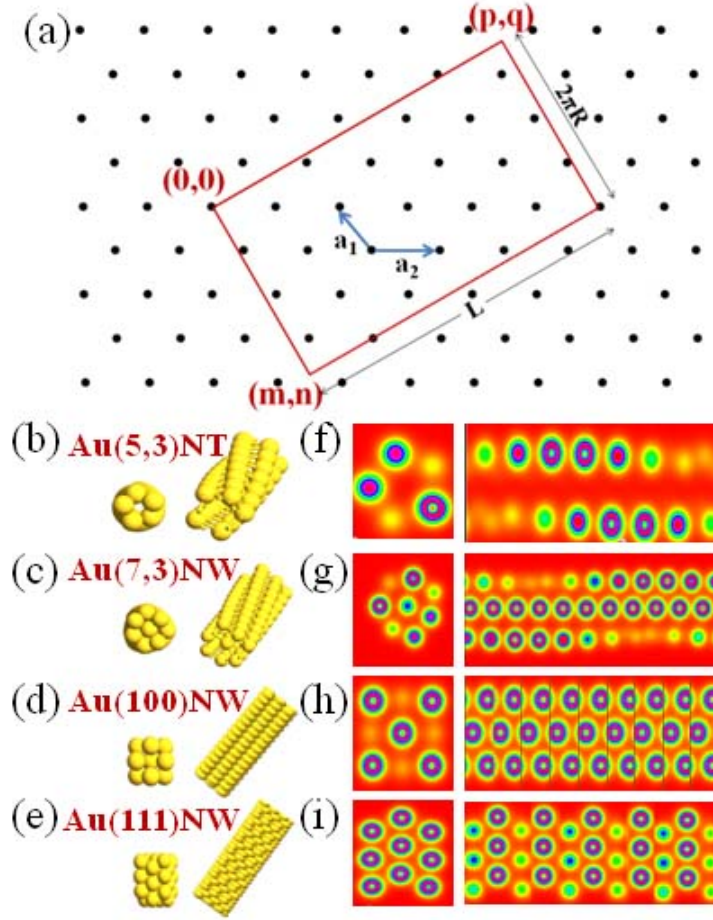 (a)
(p,q)
2πR
(0,0)
a1
a2
L
(m,n)
(b) Au(5,3)NT (f)
(c) Au(7,3)NW (g)
(d) Au(100)NW (h)
(e) Au(111)NW (i)